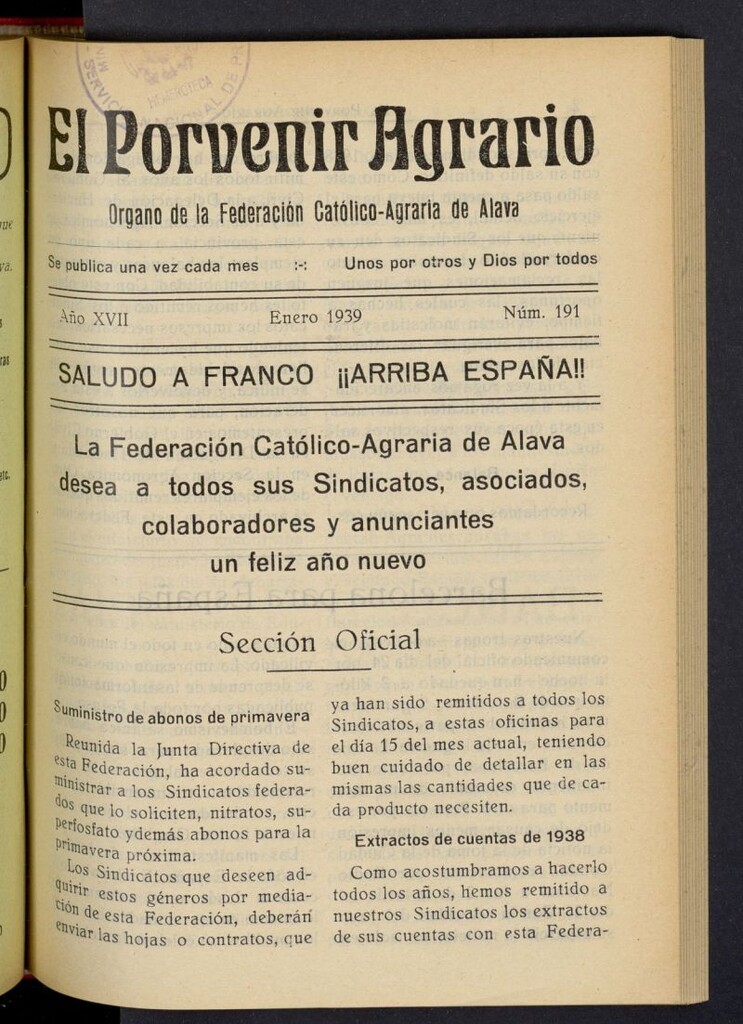 HEMEROTECA
El Porvenir Agrario
Organo de la Federación Católico-Agraria de Alava
Se publica una vez cada mes :-: Unos por otros y Dios por todos
Año XVII Enero 1939 Núm. 191
SALUDO A FRANCO ¡¡ARRIBA ESPAÑA!!
La Federación Católico-Agraria de Alava
desea a todos sus Sindicatos, asociados,
colaboradores y anunciantes
un feliz año nuevo
Sección Oficial
Suministro de abonos de primavera
Reunida la Junta Directiva de
esta Federación, ha acordado su-
ministrar a los Sindicatos federa-
dos que lo soliciten, nitratos, su-
perfosfato ydemás abonos para la
primavera próxima.
Los Sindicatos que deseen ad-
quirir estos géneros por media-
ción de esta Federación, deberán
enviar las hojas o contratos, que
ya han sido remitidos a todos los
Sindicatos, a estas oficinas para
el día 15 del mes actual, teniendo
buen cuidado de detallar en las
mismas las cantidades que de ca-
da producto necesiten.
Extractos de cuentas de 1938
Como acostumbramos a hacerlo
todos los años, hemos remitido a
nuestros Sindicatos los extractos
de sus cuentas con esta Federa-